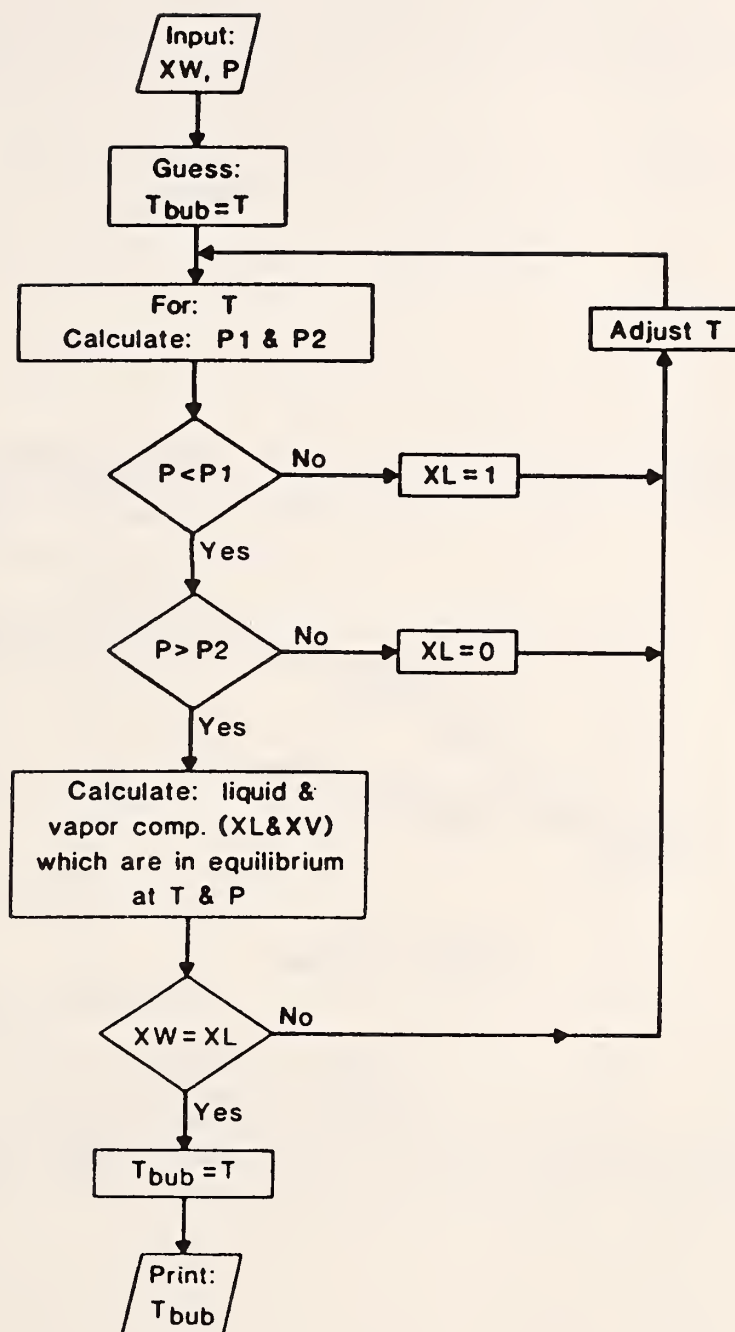 Input:
XW, P
Guess:
Tbub=T
For: T
Calculate: P1 & P2
Adjust T
P<P1
No
XL=1
Yes
P>P2
No
XL=0
Yes
Calculate: liquid &
vapor comp. (XL&XV)
which are in equilibrium
at T & P
XW=XL
No
Yes
Tbub=T
Print:
Tbub